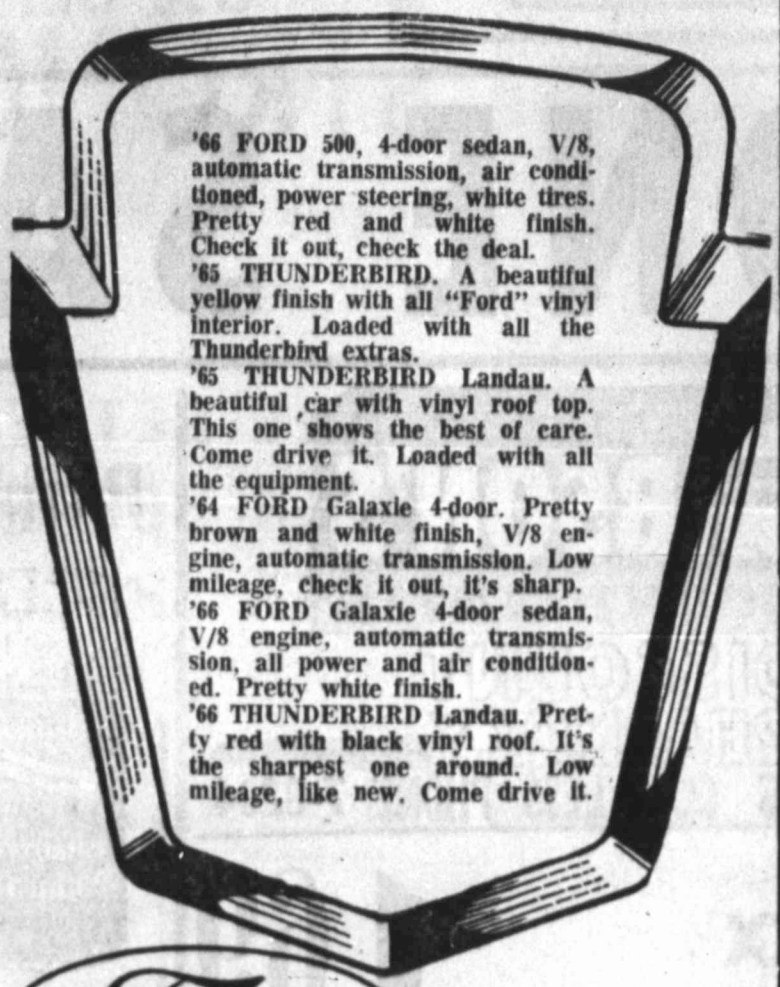 '66 FORD 500, 4-door sedan, V/8,
automatic transmission, air condi-
tioned, power steering, white tires.
Pretty red and white finish.
Check it out, check the deal.
'65 THUNDERBIRD. A beautiful
yellow finish with all "Ford" vinyl
interior. Loaded with all the
Thunderbird extras.
'65 THUNDERBIRD Landau. A
beautiful car with vinyl roof top.
This one shows the best of care.
Come drive it. Loaded with all
the equipment.
'64 FORD Galaxie 4-door. Pretty
brown and white finish, V/8 en-
gine, automatic transmission. Low
mileage, check it out, it's sharp.
'66 FORD Galaxie 4-door sedan,
V/8 engine, automatic transmis-
sion, all power and air condition-
ed. Pretty white finish.
'66 THUNDERBIRD Landau. Pret-
ty red with black vinyl roof. It's
the sharpest one around. Low
mileage, like new. Come drive it.